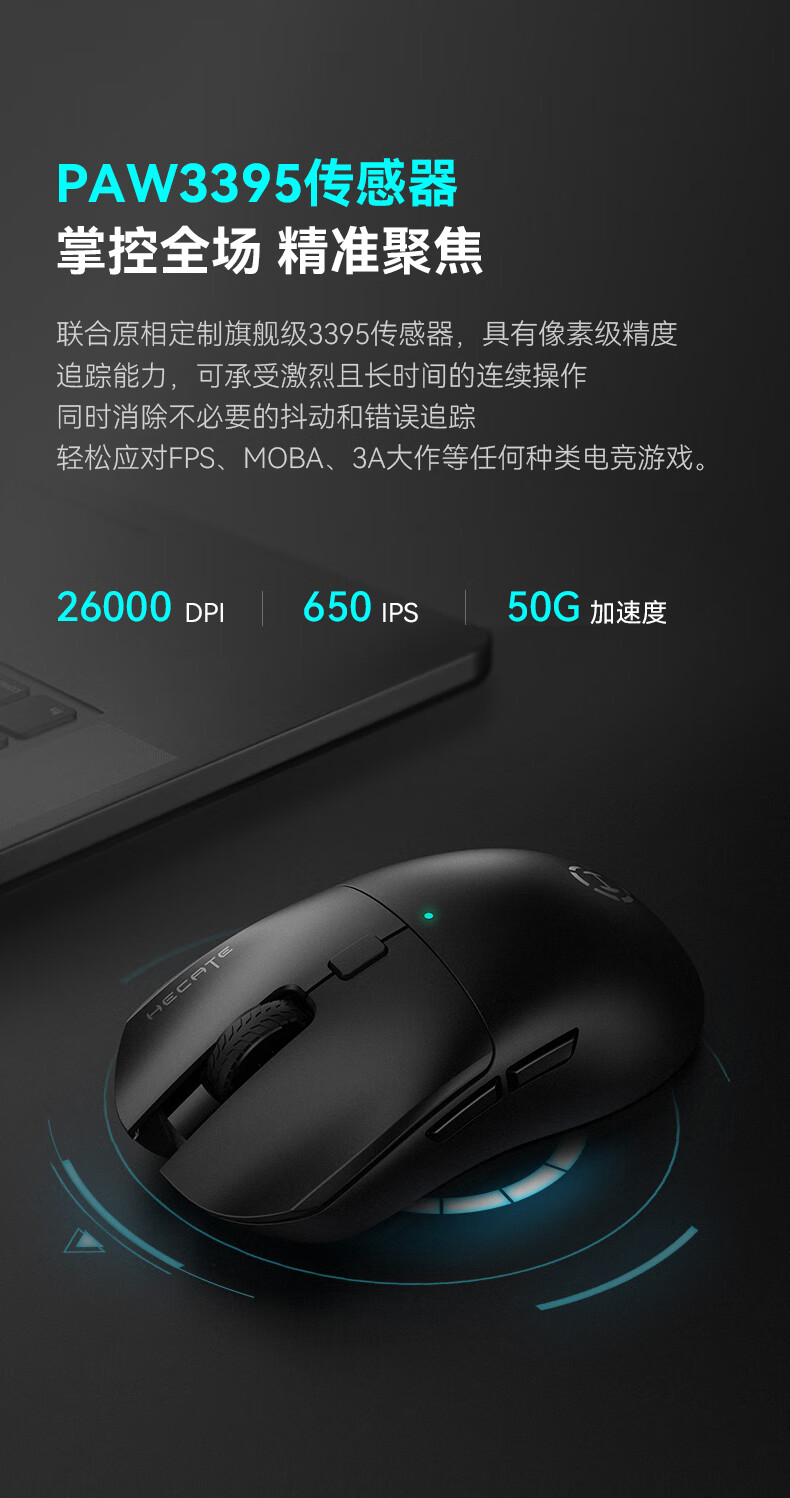 PAW3395传感器
掌控全场 精准聚焦
联合原相定制旗舰级3395传感器，具有像素级精度
追踪能力，可承受激烈且长时间的连续操作
同时消除不必要的抖动和错误追踪
轻松应对FPS、MOBA、3A大作等任何种类电竞游戏。
26000 DPI 650 IPS 50G 加速度
HECATE